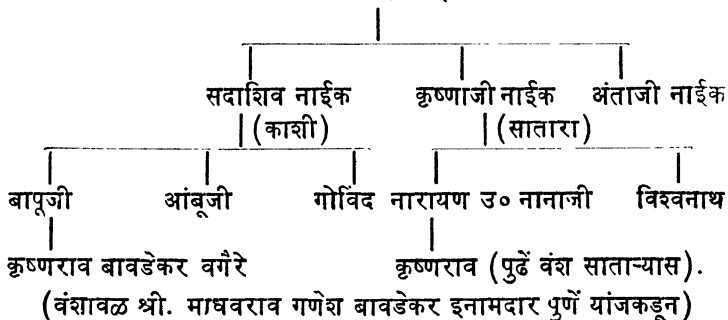 सदाशिव नाईक कृष्णाजी नाईक अंताजी नाईक
(काशी) (सातारा)
बापूजी आंबूजी गोविंद नारायण उ० नानाजी विश्वनाथ
कृष्णराव बावडेकर वगैरे कृष्णराव (पुढें वंश साताऱ्यास).
(वंशावळ श्री. माधवराव गणेश बावडेकर इनामदार पुणें यांजकडून)